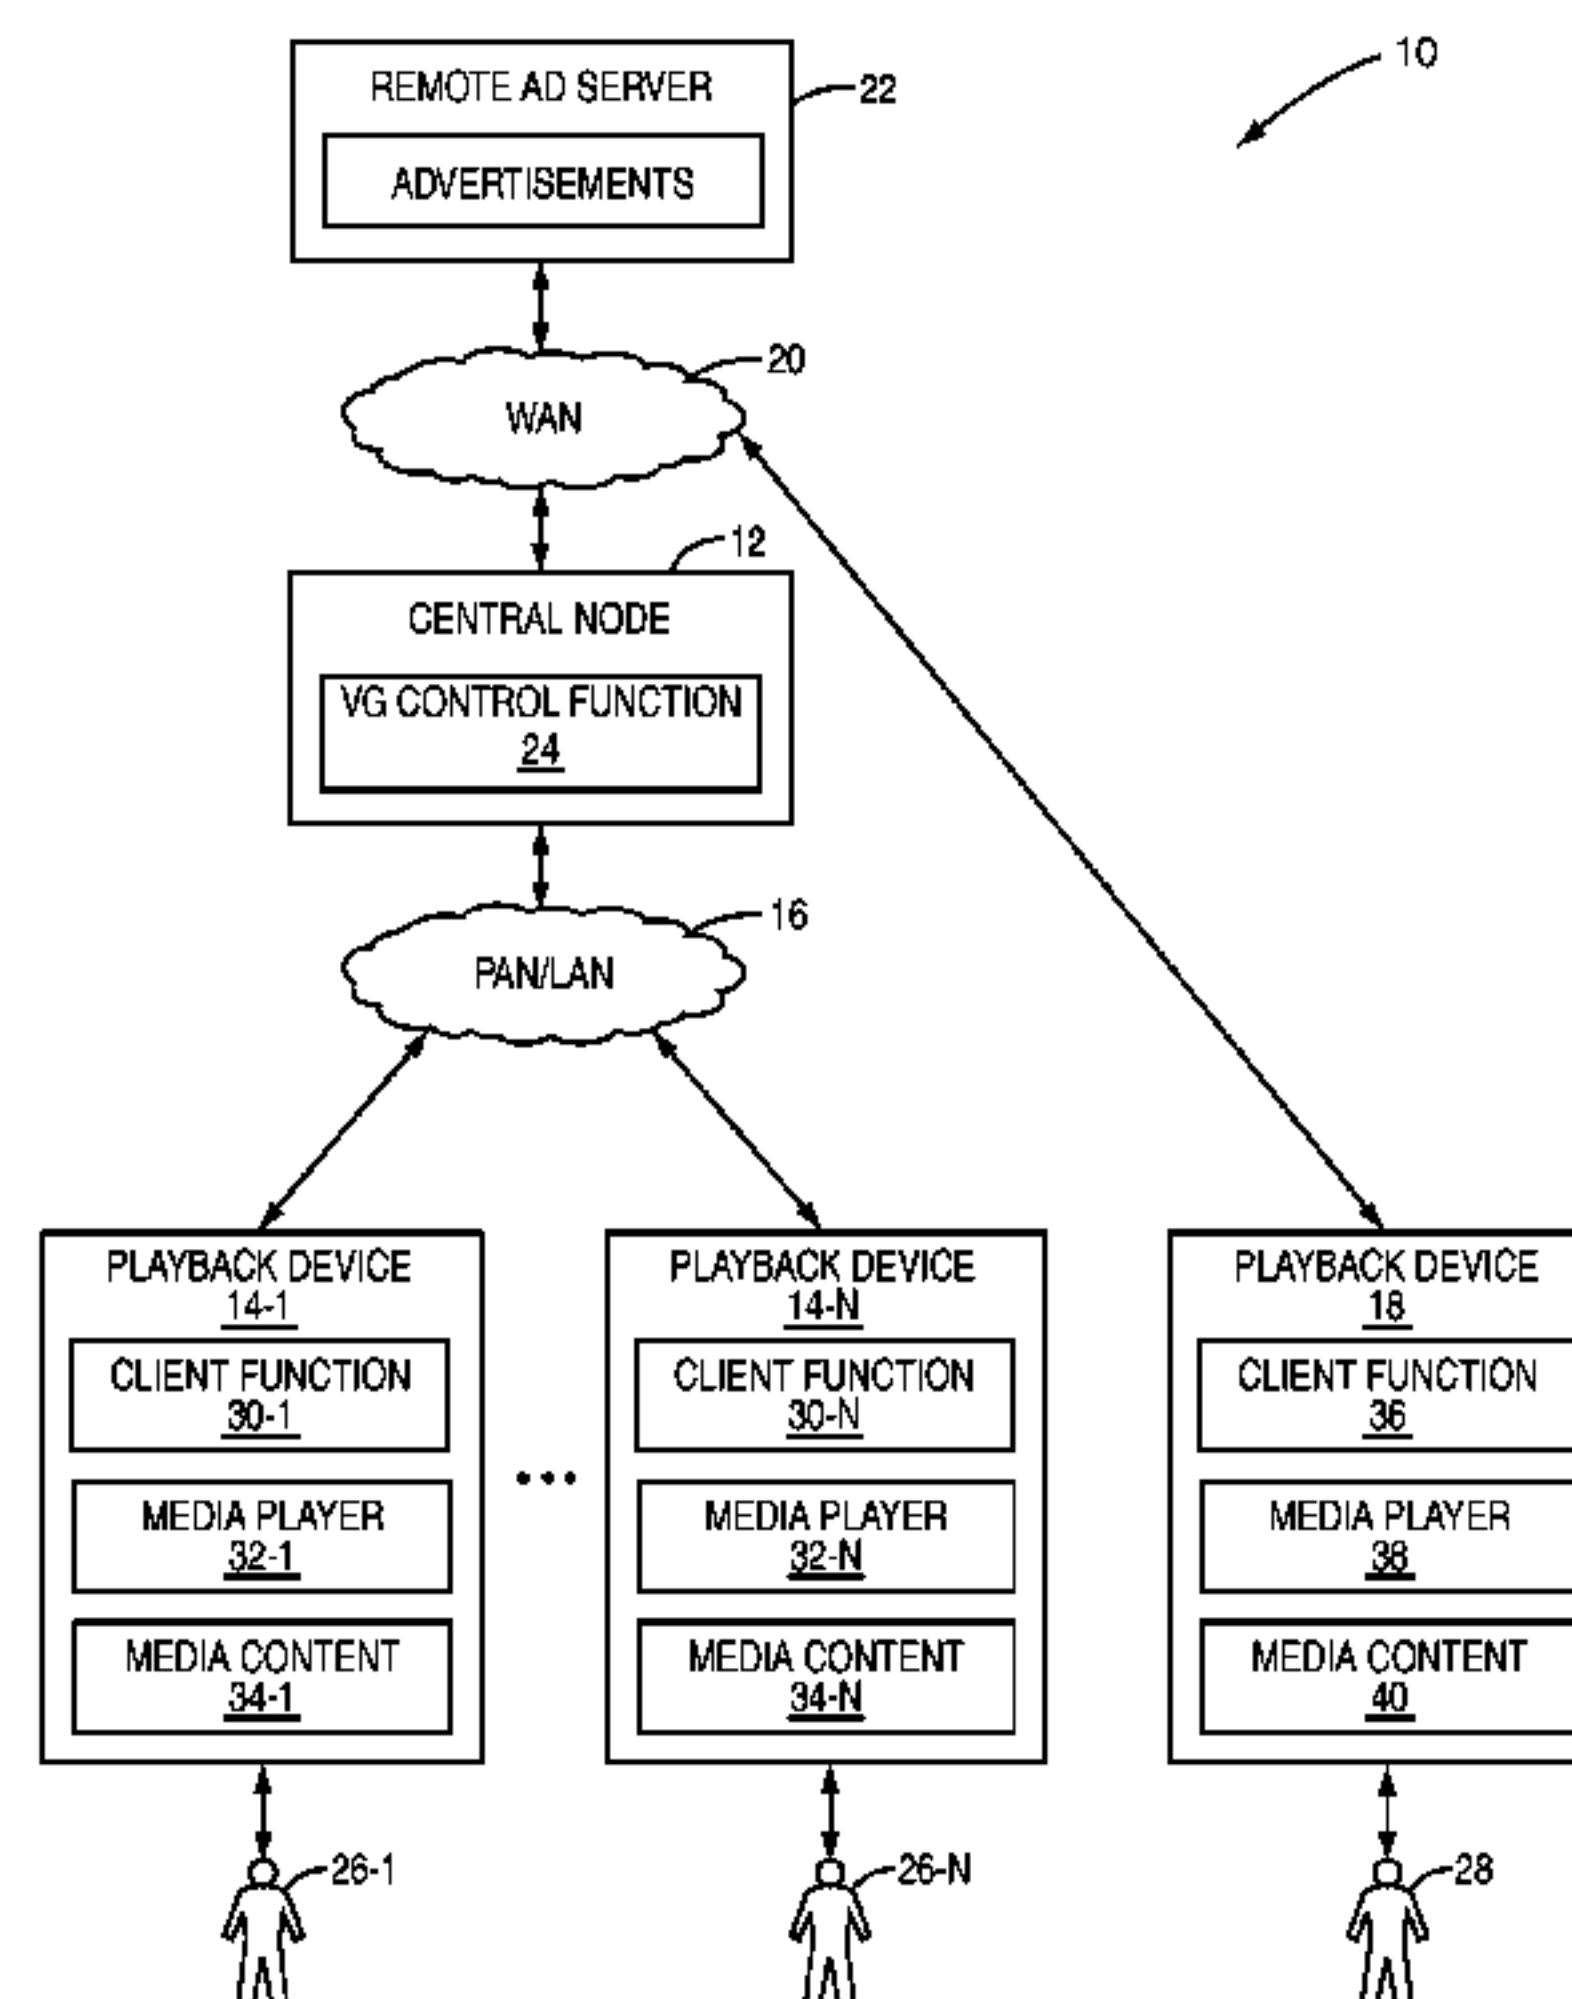 10
REMOTE AD SERVER
22
ADVERTISEMENTS
20
WAN
12
CENTRAL NODE
VG CONTROL FUNCTION
24
16
PAN/LAN
PLAYBACK DEVICE
14-1
CLIENT FUNCTION
30-1
MEDIA PLAYER
32-1
MEDIA CONTENT
34-1
PLAYBACK DEVICE
14-N
CLIENT FUNCTION
30-N
MEDIA PLAYER
32-N
MEDIA CONTENT
34-N
PLAYBACK DEVICE
18
CLIENT FUNCTION
36
MEDIA PLAYER
38
MEDIA CONTENT
40
26-1
26-N
28